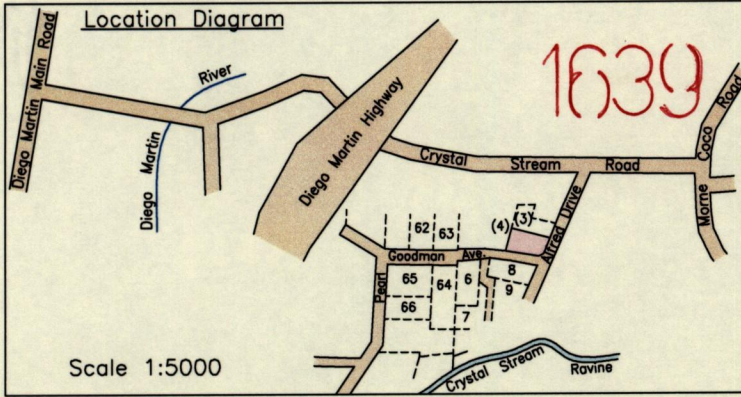 Location Diagram
1639
Diego Martin Main Road
River
Diego Martin
Diego Martin Highway
Crystal Stream Road
Morne Coco Road
Alfred Drive
(3)
(4)
62
63
Goodman Ave.
Pearl
65
64
6
8
9
66
7
Scale 1:5000
Crystal Stream Ravine